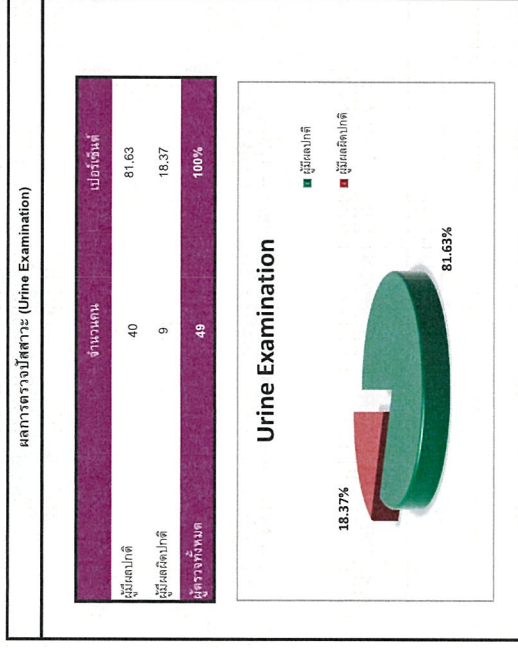 ผลการตรวจปัสสาวะ (Urine Examination)
จำนวนคน เปอร์เซ็นต์
ผู้มีผลปกติ 40 81.63
ผู้มีผลผิดปกติ 9 18.37
ผู้ตรวจทั้งหมด 49 100%
Urine Examination
ผู้มีผลปกติ
ผู้มีผลผิดปกติ
18.37%
81.63%